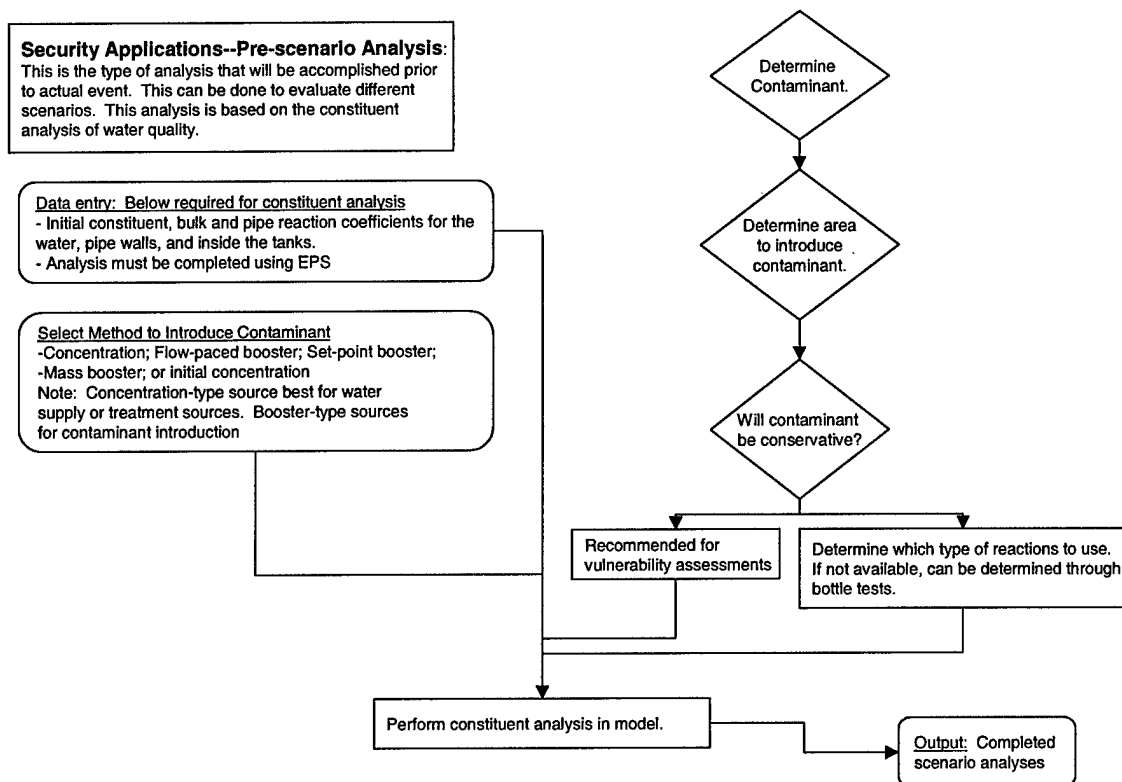 Security Applications--Pre-scenario Analysis:
This is the type of analysis that will be accomplished prior
to actual event. This can be done to evaluate different
scenarios. This analysis is based on the constituent
analysis of water quality.
Data entry: Below required for constituent analysis
- Initial constituent, bulk and pipe reaction coefficients for the
water, pipe walls, and inside the tanks.
- Analysis must be completed using EPS
Select Method to Introduce Contaminant
-Concentration; Flow-paced booster; Set-point booster;
-Mass booster; or initial concentration
Note: Concentration-type source best for water
supply or treatment sources. Booster-type sources
for contaminant introduction
Determine
Contaminant.
Determine area
to introduce
contaminant.
Will contaminant
be conservative?
Recommended for
vulnerability assessments
Determine which type of reactions to use.
If not available, can be determined through
bottle tests.
Perform constituent analysis in model.
Output: Completed
scenario analyses